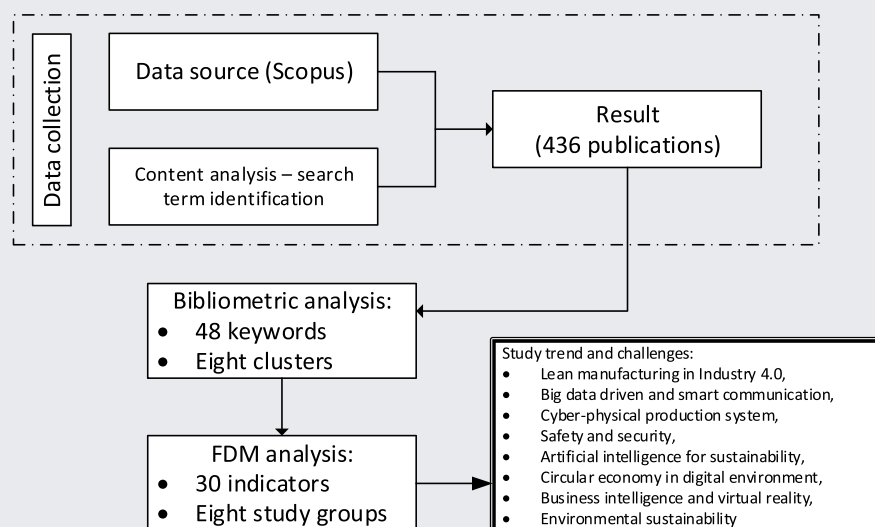 Data collection
Data source (Scopus)
Content analysis – search
term identification
Result
(436 publications)
Bibliometric analysis:
• 48 keywords
• Eight clusters
FDM analysis:
• 30 indicators
• Eight study groups
Study trend and challenges:
• Lean manufacturing in Industry 4.0,
• Big data driven and smart communication,
• Cyber-physical production system,
• Safety and security,
• Artificial intelligence for sustainability,
• Circular economy in digital environment,
• Business intelligence and virtual reality,
• Environmental sustainability